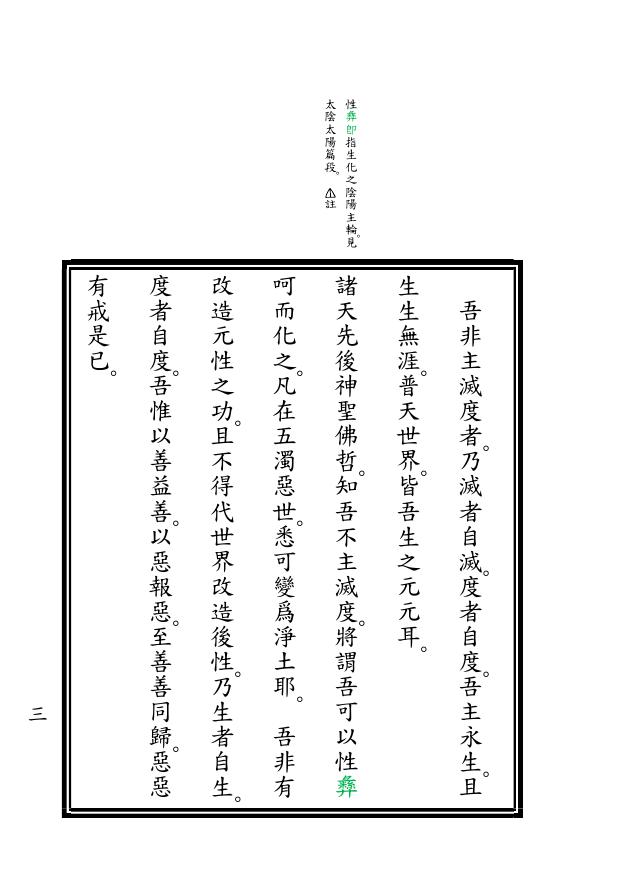 性彝卽指生化之陰陽主輪。見
太陰太陽篇段。 註
吾非主滅度者。乃滅者自滅。度者自度。吾主永生。且
生生無涯。普天世界。皆吾生之元元耳。
諸天先後神聖佛哲。知吾不主滅度。將謂吾可以性彝
呵而化之。凡在五濁惡世。悉可變爲淨土耶。 吾非有
改造元性之功。且不得代世界改造後性。乃生者自生。
度者自度。吾惟以善益善。以惡報惡。至善善同歸。惡惡
有戒是已。
三